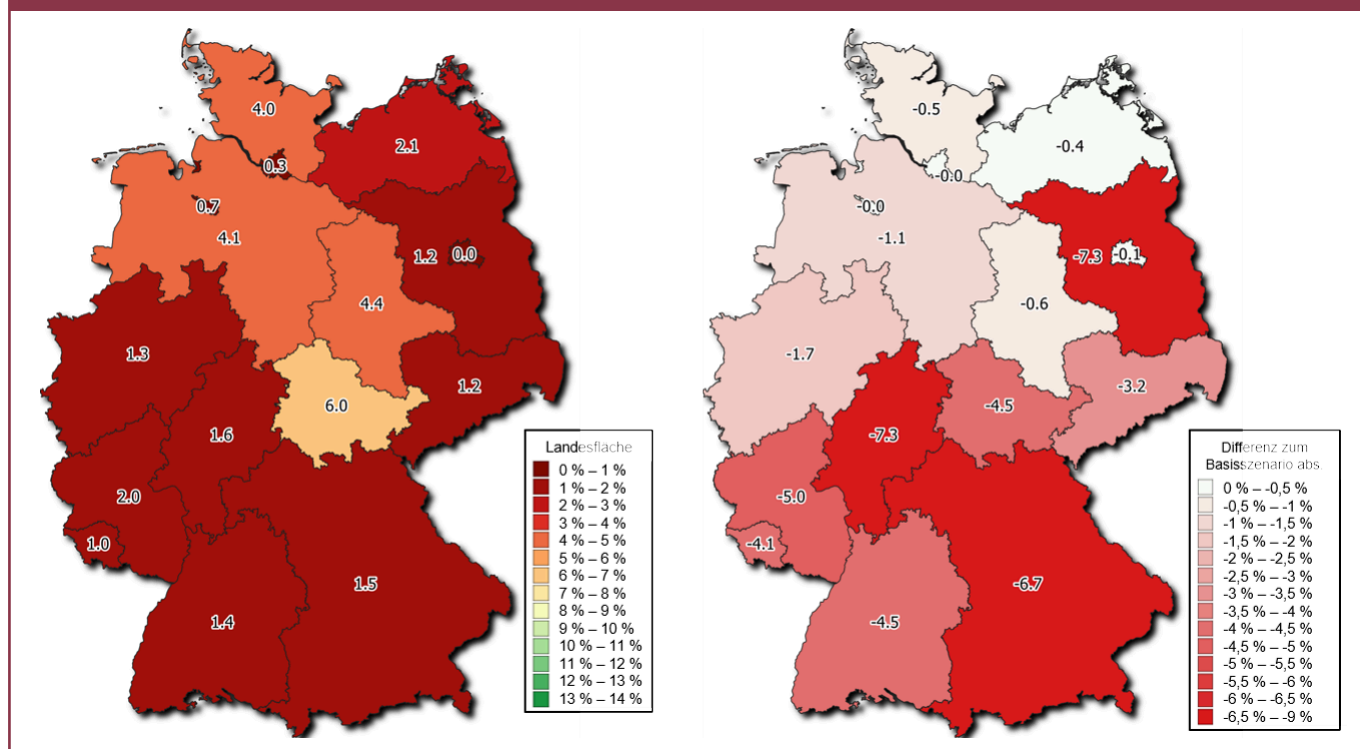 4.0
2.1
0.3
0.7
4.1
1.2
0.0
4.4
1.3
1.2
6.0
1.6
2.0
1.0
1.5
1.4
Landesfläche
0 % – 1 %
1 % – 2 %
2 % – 3 %
3 % – 4 %
4 % – 5 %
5 % – 6 %
6 % – 7 %
7 % – 8 %
8 % – 9 %
9 % – 10 %
10 % – 11 %
11 % – 12 %
12 % – 13 %
13 % – 14 %
-0.5
-0.4
-0.0
-0.0
-1.1
-7.3
-0.1
-0.6
-1.7
-3.2
-4.5
-7.3
-5.0
-4.1
-6.7
-4.5
Differenz zum
Basisszenario abs
0 % – -0,5 %
-0,5 % – -1 %
-1 % – -1,5 %
-1,5 % – -2 %
-2 % – -2,5 %
-2,5 % – -3 %
-3 % – -3,5 %
-3,5 % – -4 %
-4 % – -4,5 %
-4,5 % – -5 %
-5 % – -5,5 %
-5,5 % – -6 %
-6 % – -6,5 %
-6,5 % – -9 %